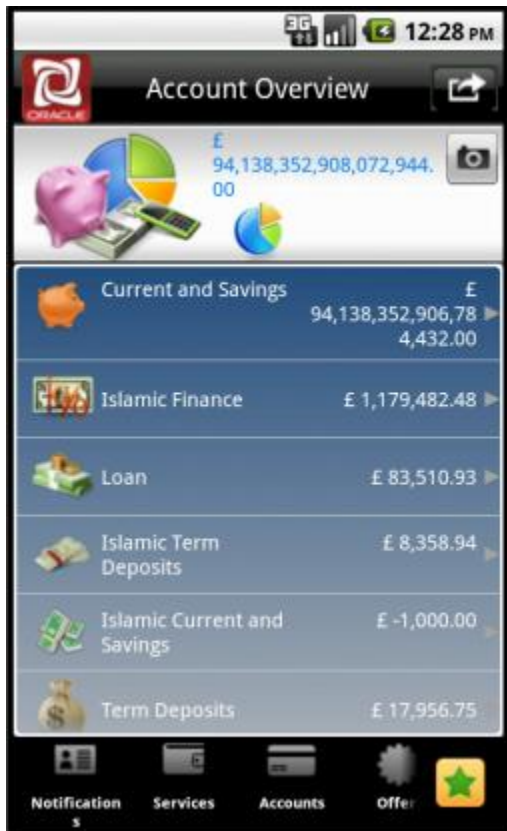 3G
12:28 PM
ORACLE
Account Overview
£
94,138,352,908,072,944.
00
Current and Savings
£
94,138,352,906,78
4,432.00
Islamic Finance
£ 1,179,482.48
Loan
£ 83,510.93
Islamic Term
Deposits
£ 8,358.94
Islamic Current and
Savings
£ -1,000.00
Term Deposits
£ 17,956.75
Notification
s
Services
Accounts
Offer